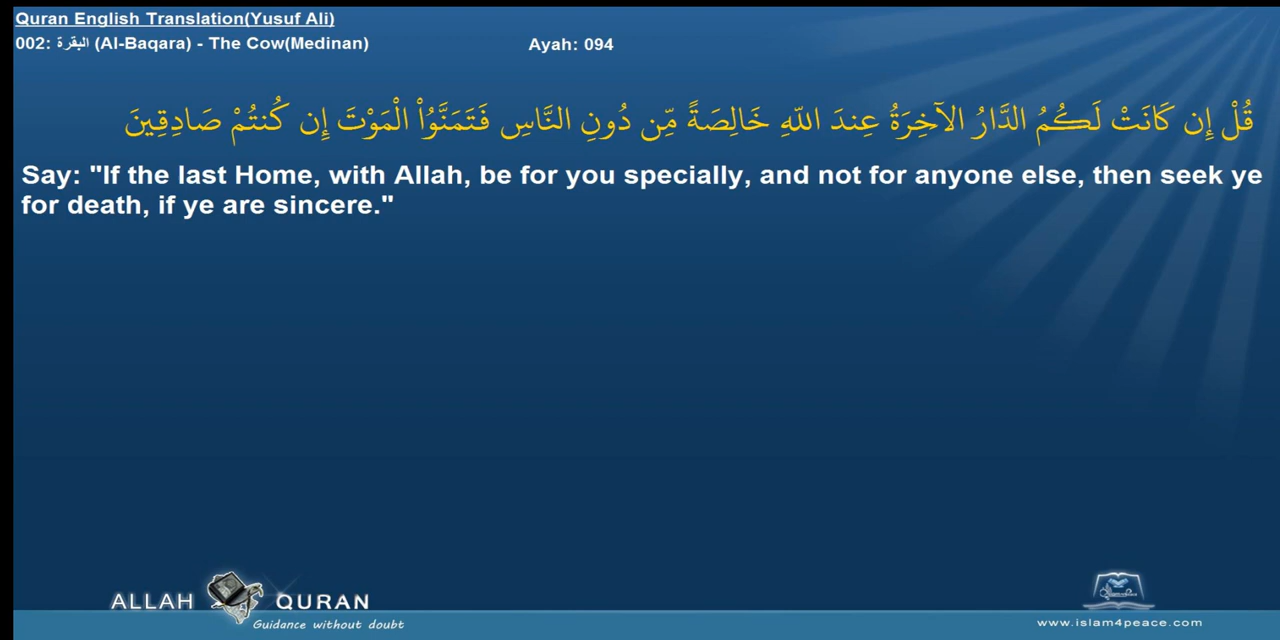 Quran English Translation(Yusuf Ali)
002: البقرة (Al-Baqara) - The Cow(Medinan) Ayah: 094
قُلْ إِن كَانَتْ لَكُمُ الدَّارُ الآخِرَةُ عِندَ اللّهِ خَالِصَةً مِّن دُونِ النَّاسِ فَتَمَنَّوُاْ الْمَوْتَ إِن كُنتُمْ صَادِقِينَ
Say: "If the last Home, with Allah, be for you specially, and not for anyone else, then seek ye
for death, if ye are sincere."
ALLAH QURAN
Guidance without doubt
www.islam4peace.com